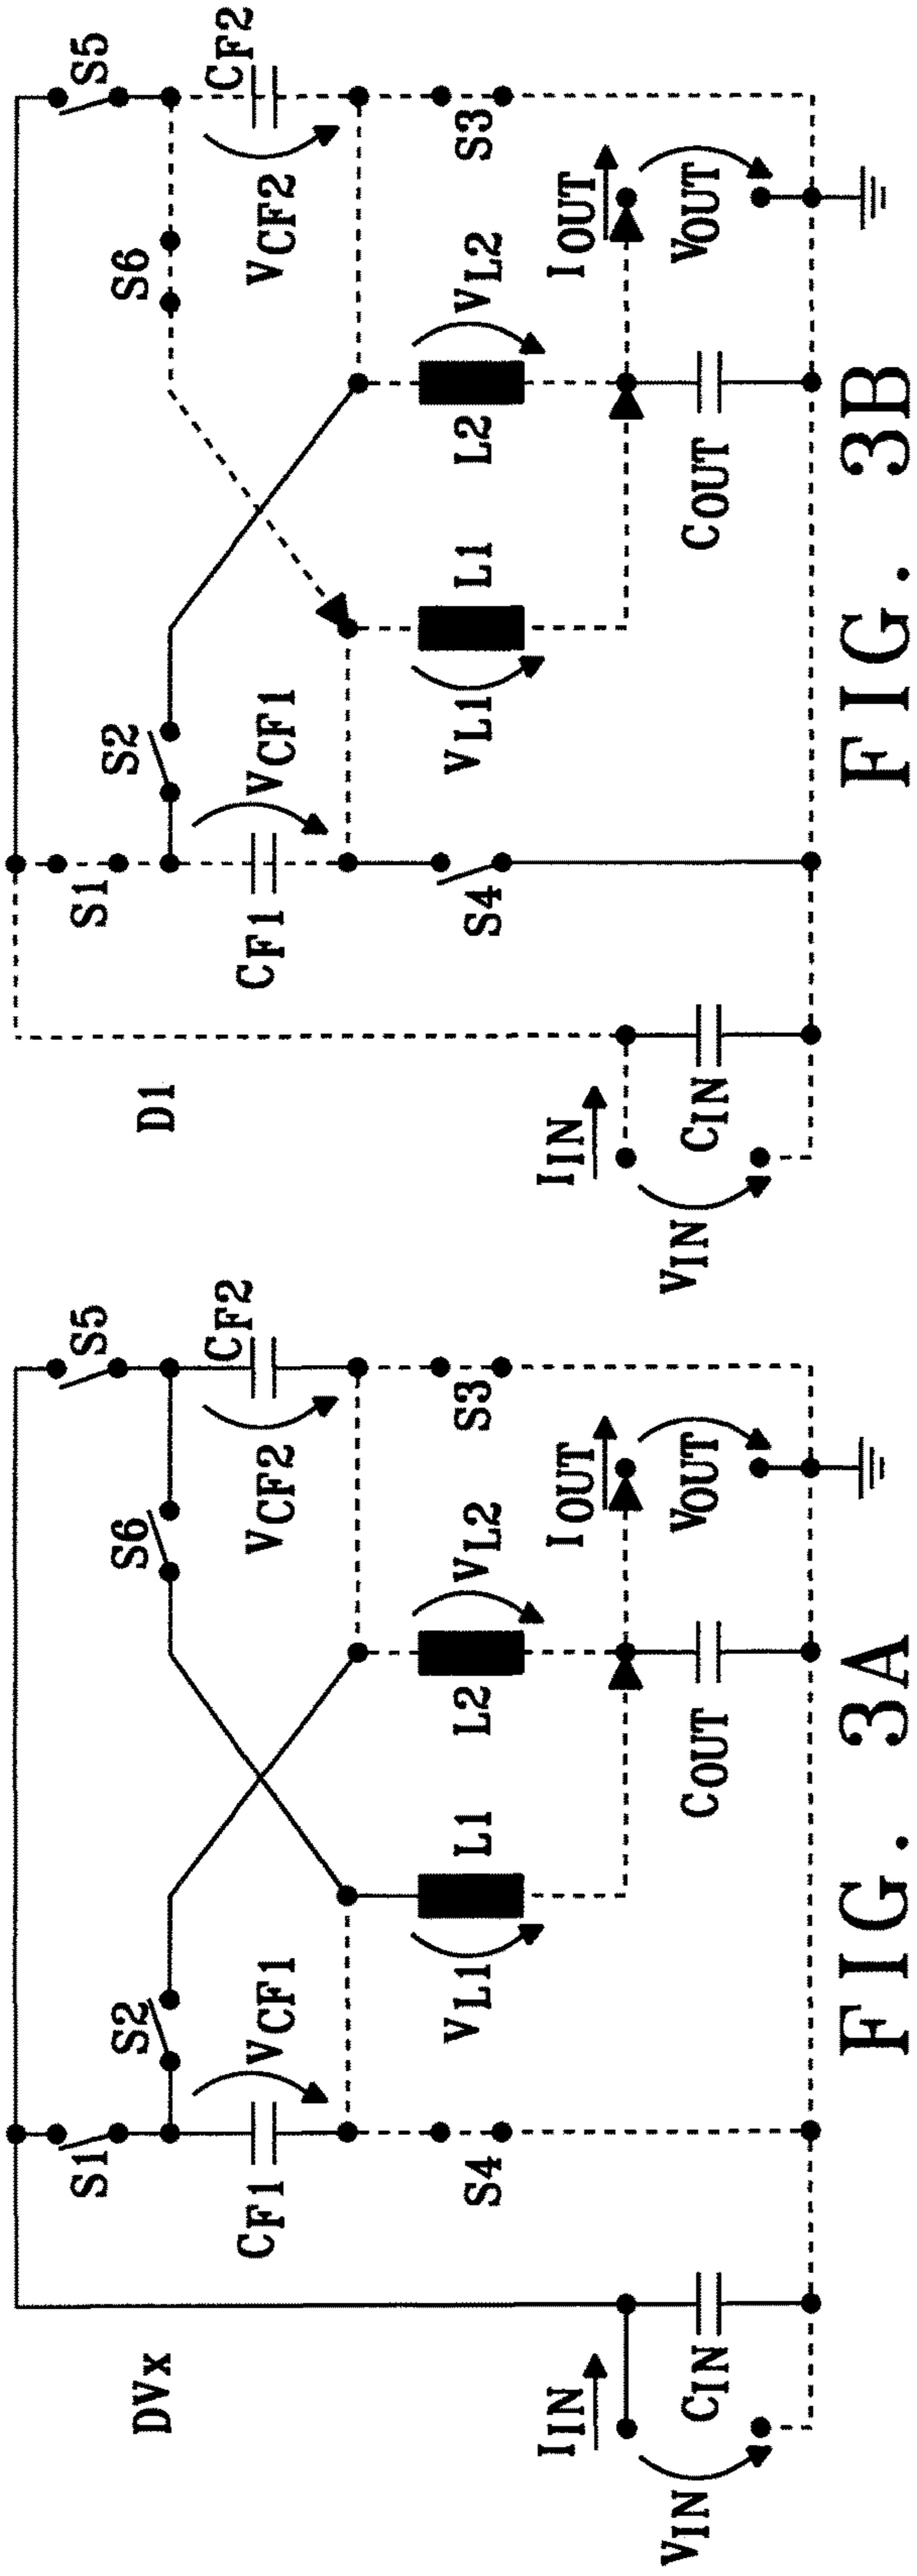 DVx
S1
S2
S6
S5
CF1
VCF1
VCF2
CF2
VL1
L1
L2
VL2
S4
S3
IIN
VIN
CIN
COUT
IOUT
VOUT
FIG. 3A
D1
S1
S2
S6
S5
CF1
VCF1
VCF2
CF2
VL1
L1
L2
VL2
S4
S3
IIN
VIN
CIN
COUT
IOUT
VOUT
FIG. 3B